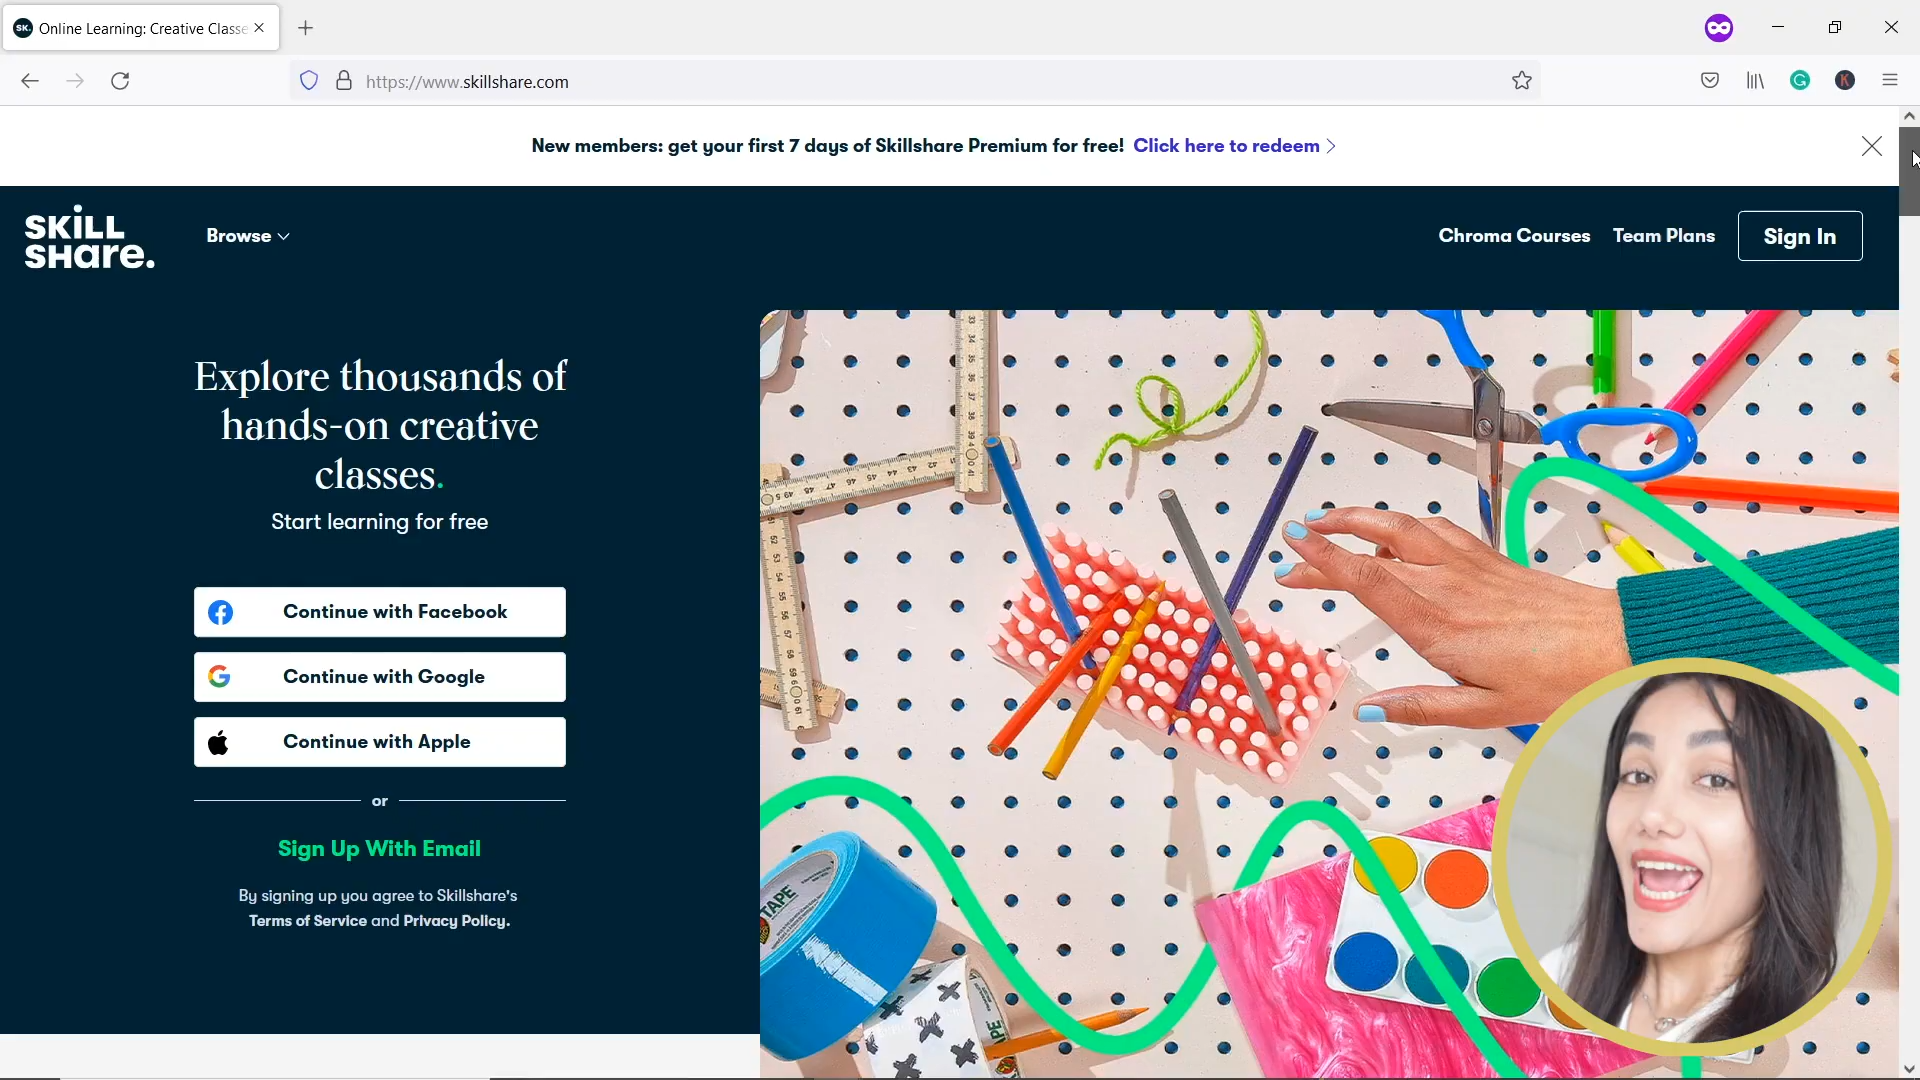 Online Learning: Creative Classe
https://www.skillshare.com
New members: get your first 7 days of Skillshare Premium for free! Click here to redeem >
SKILL
SHare.
Browse
Chroma Courses
Team Plans
Sign In
Explore thousands of
hands-on creative
classes.
Start learning for free
Continue with Facebook
Continue with Google
Continue with Apple
or
Sign Up With Email
By signing up you agree to Skillshare's
Terms of Service and Privacy Policy.
TAPE